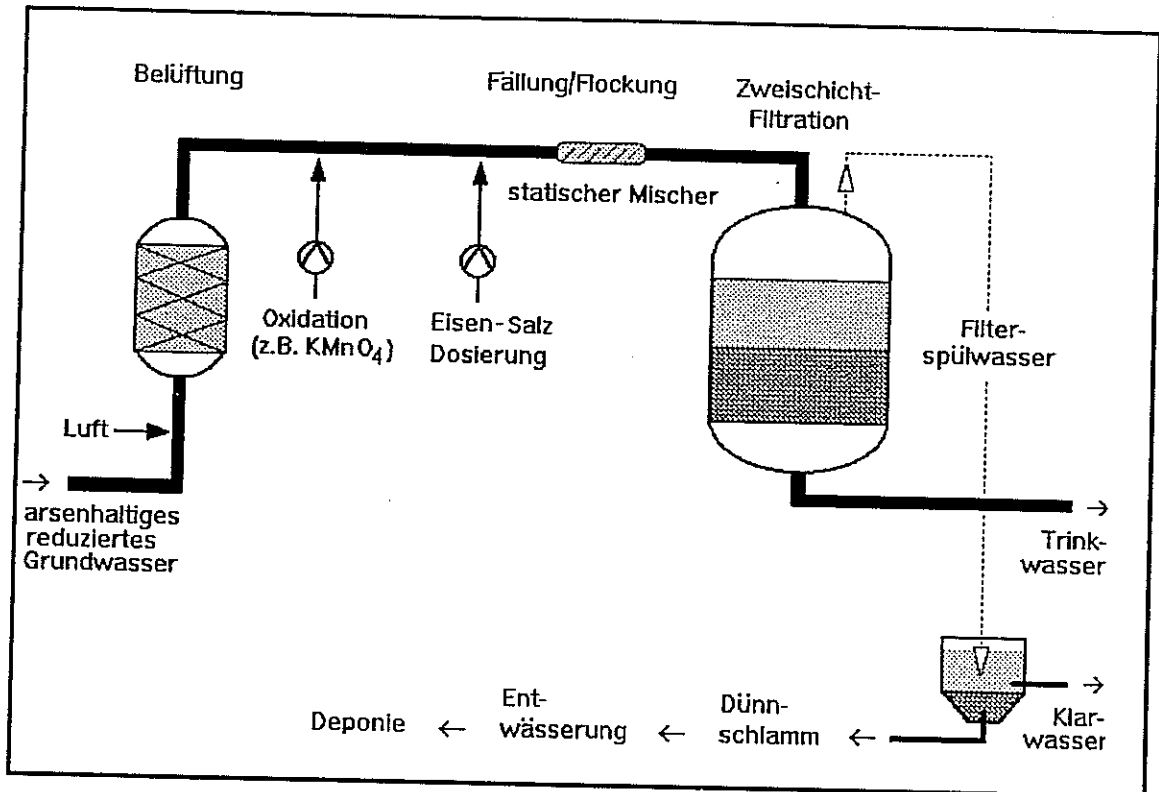 Belüftung
Fällung/Flockung
Zweischicht-
Filtration
statischer Mischer
Oxidation
(z.B. KMnO₄)
Eisen-Salz
Dosierung
Filter-
spülwasser
Luft
arsenhaltiges
reduziertes
Grundwasser
Trink-
wasser
Deponie ← Ent-
wässerung ← Dünn-
schlamm ←
Klar-
wasser